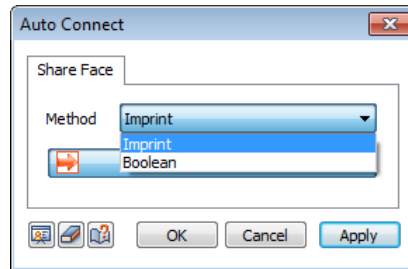 Auto Connect
Share Face
Method Imprint
Imprint
Boolean
OK Cancel Apply